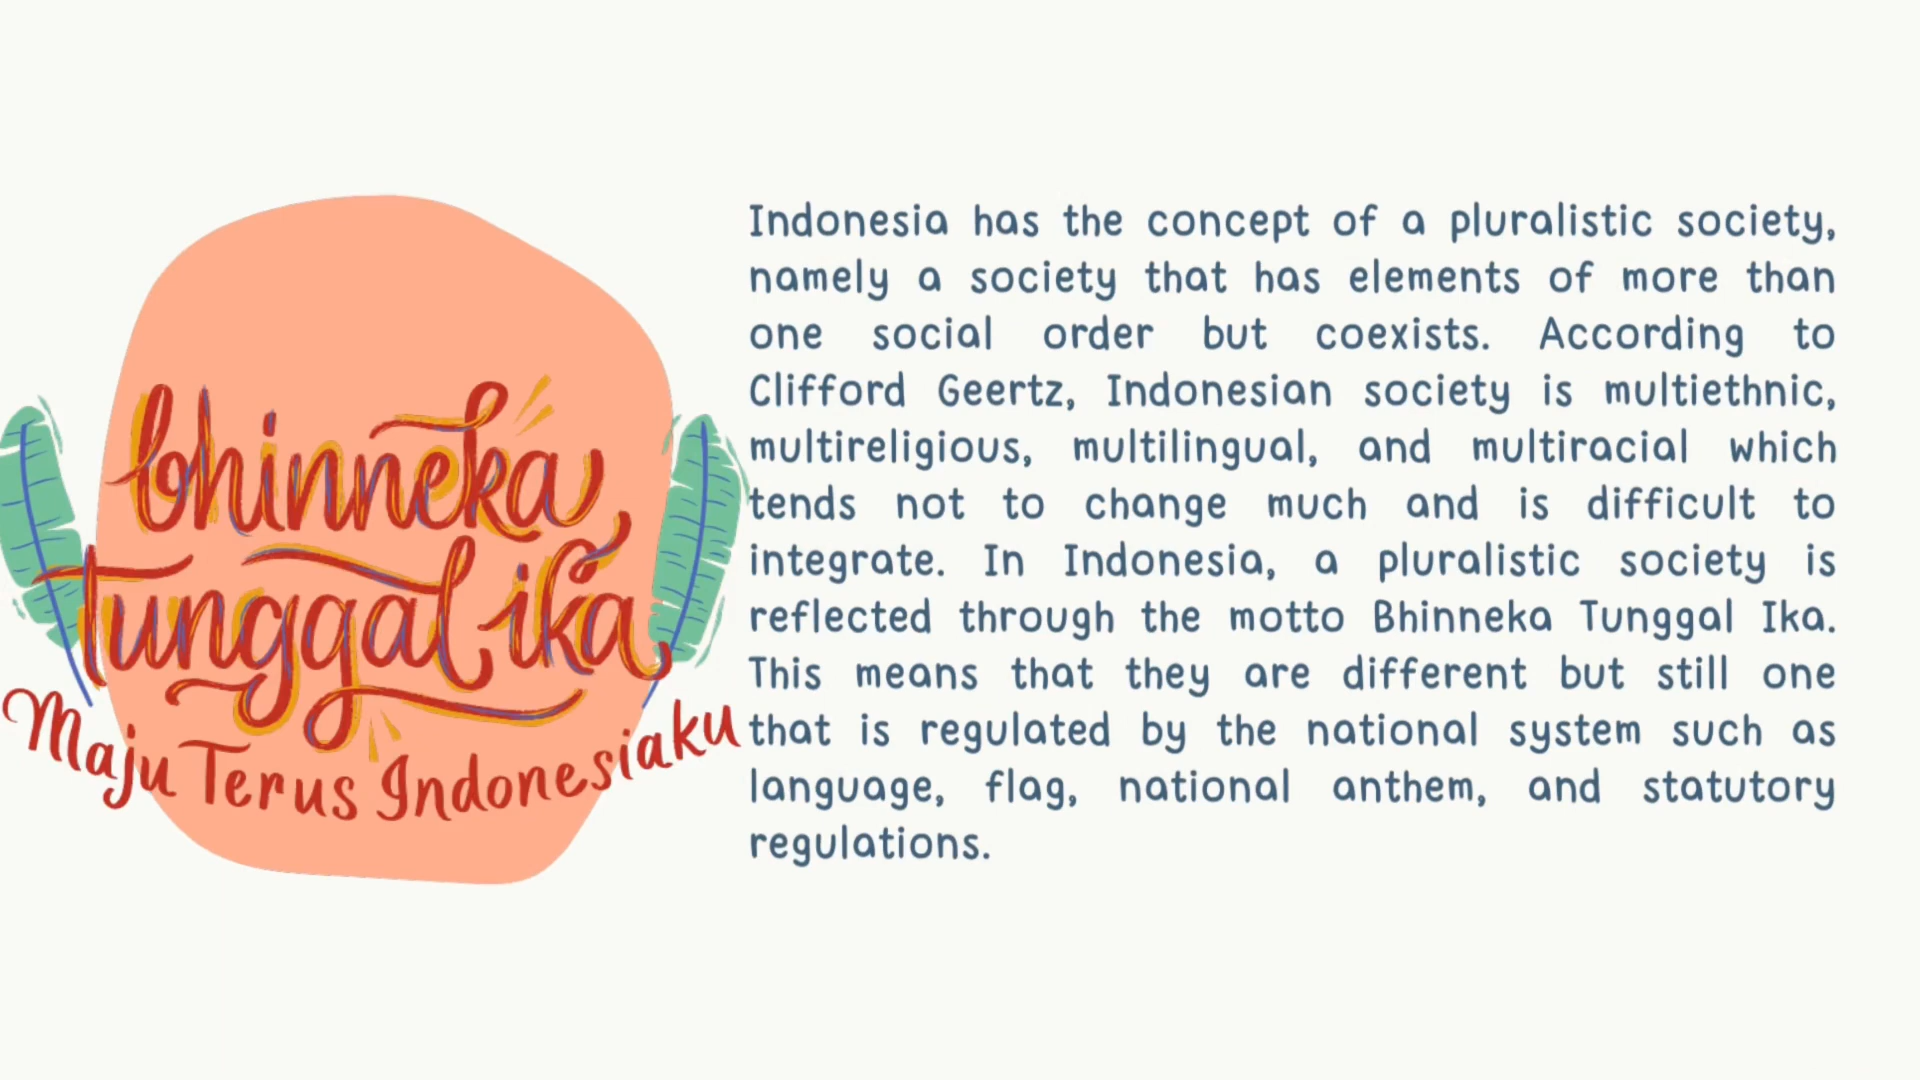 bhinneka
tunggal ika
Maju Terus Indonesiaku
Indonesia has the concept of a pluralistic society,
namely a society that has elements of more than
one social order but coexists. According to
Clifford Geertz, Indonesian society is multiethnic,
multireligious, multilingual, and multiracial which
tends not to change much and is difficult to
integrate. In Indonesia, a pluralistic society is
reflected through the motto Bhinneka Tunggal Ika.
This means that they are different but still one
that is regulated by the national system such as
language, flag, national anthem, and statutory
regulations.